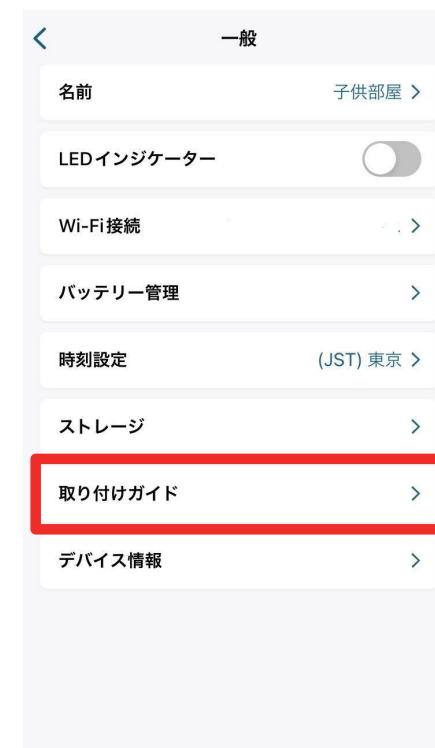 一般
名前 子供部屋
LEDインジケーター
Wi-Fi接続
バッテリー管理
時刻設定 (JST) 東京
ストレージ
取り付けガイド
デバイス情報